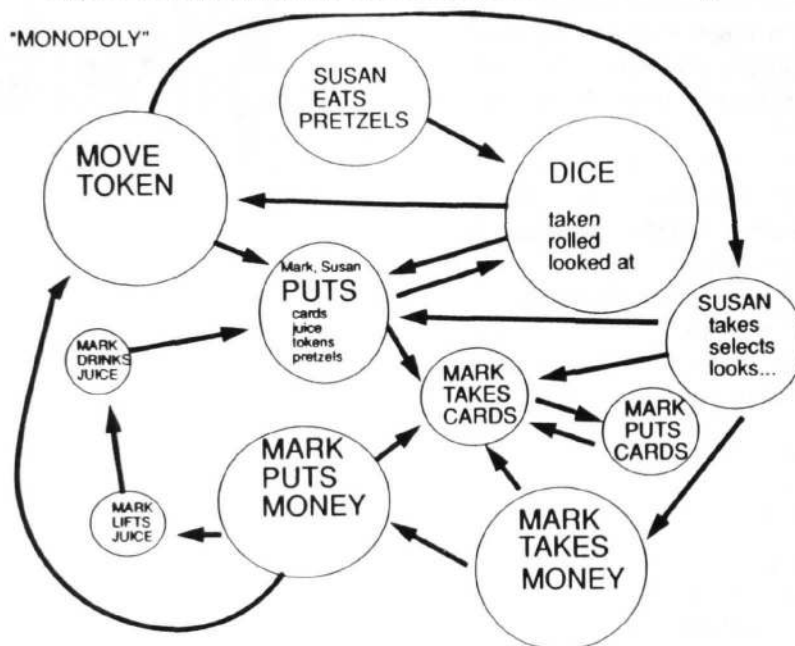 "MONOPOLY"
SUSAN
EATS
PRETZELS
MOVE
TOKEN
DICE
taken
rolled
looked at
Mark, Susan
PUTS
cards
juice
tokens
pretzels
SUSAN
takes
selects
looks...
MARK
DRINKS
JUICE
MARK
TAKES
CARDS
MARK
PUTS
CARDS
MARK
PUTS
MONEY
MARK
LIFTS
JUICE
MARK
TAKES
MONEY